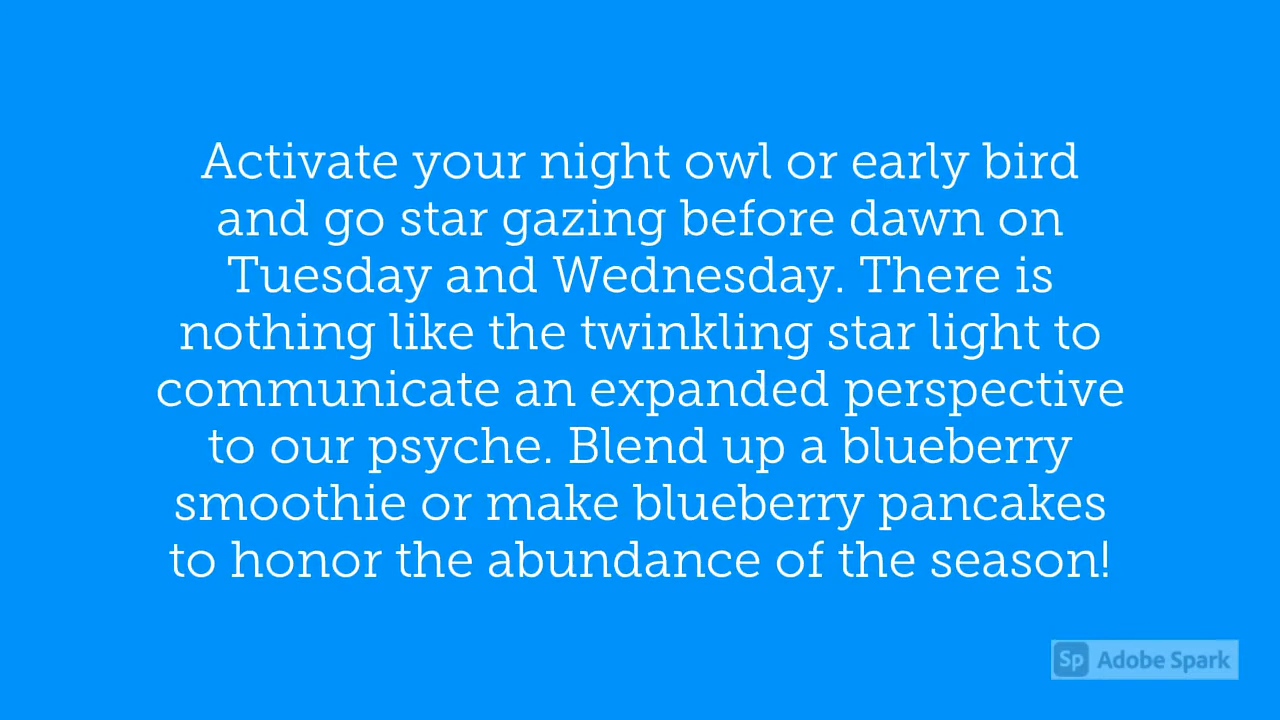 Activate your night owl or early bird
and go star gazing before dawn on
Tuesday and Wednesday. There is
nothing like the twinkling star light to
communicate an expanded perspective
to our psyche. Blend up a blueberry
smoothie or make blueberry pancakes
to honor the abundance of the season!
Sp Adobe Spark